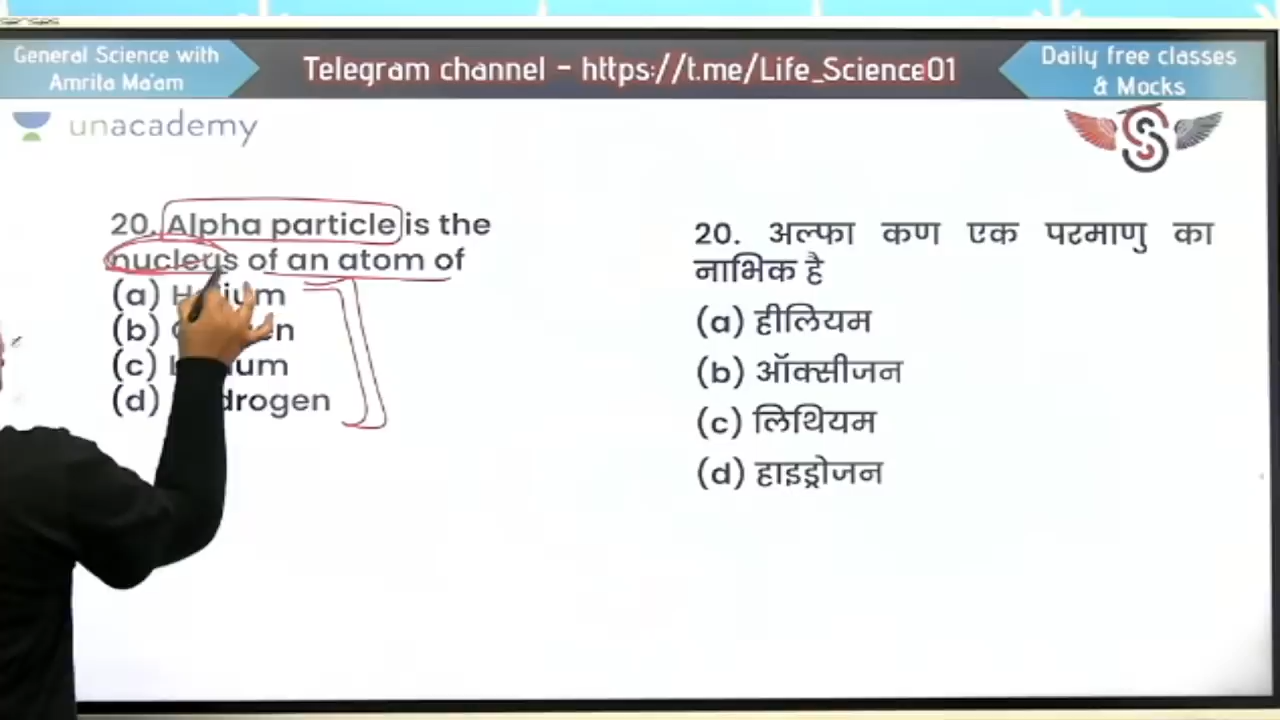 General Science with
Amrita Ma'am
Telegram channel - https://t.me/Life_Science01
Daily free classes
& Mocks
unacademy
20. Alpha particle is the
nucleus of an atom of
(a)
(b)
(c)
(d)
20. अल्फा कण एक परमाणु का
नाभिक है
(a) हीलियम
(b) ऑक्सीजन
(c) लिथियम
(d) हाइड्रोजन